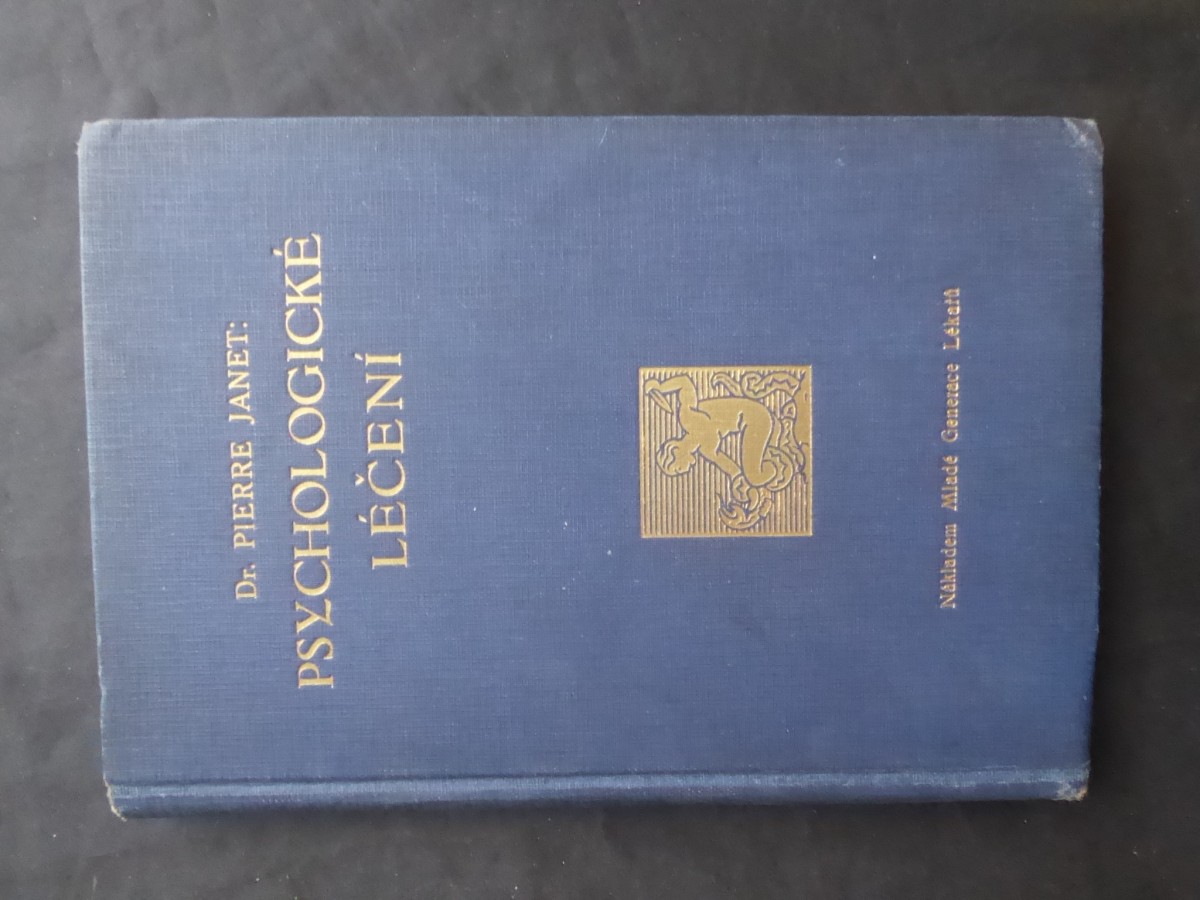 Dr. PIERRE JANET:
PSYCHOLOGICKÉ
LÉČENÍ
Nákladem Mladé Generace Lékařů